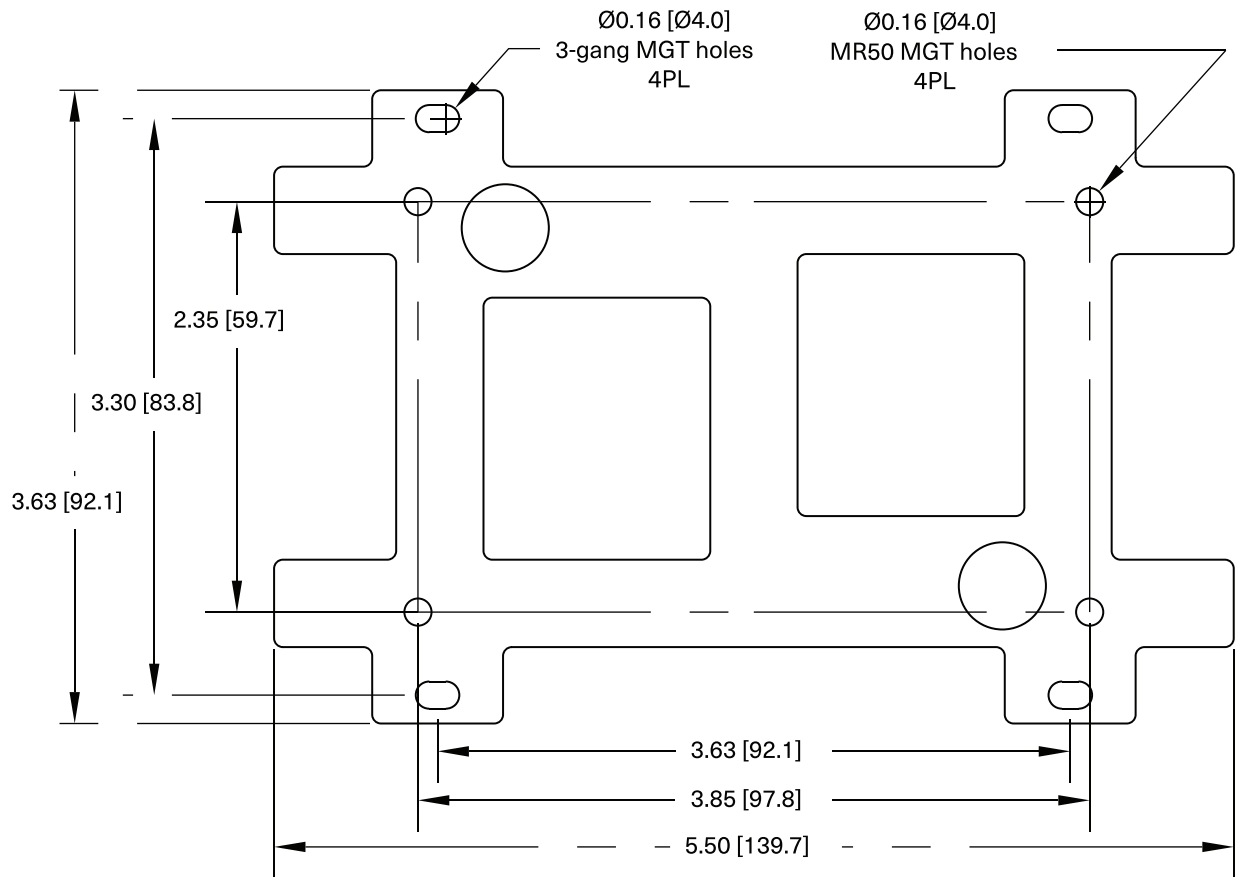 Ø0.16 [Ø4.0]
3-gang MGT holes
4PL
Ø0.16 [Ø4.0]
MR50 MGT holes
4PL
2.35 [59.7]
3.30 [83.8]
3.63 [92.1]
3.63 [92.1]
3.85 [97.8]
5.50 [139.7]